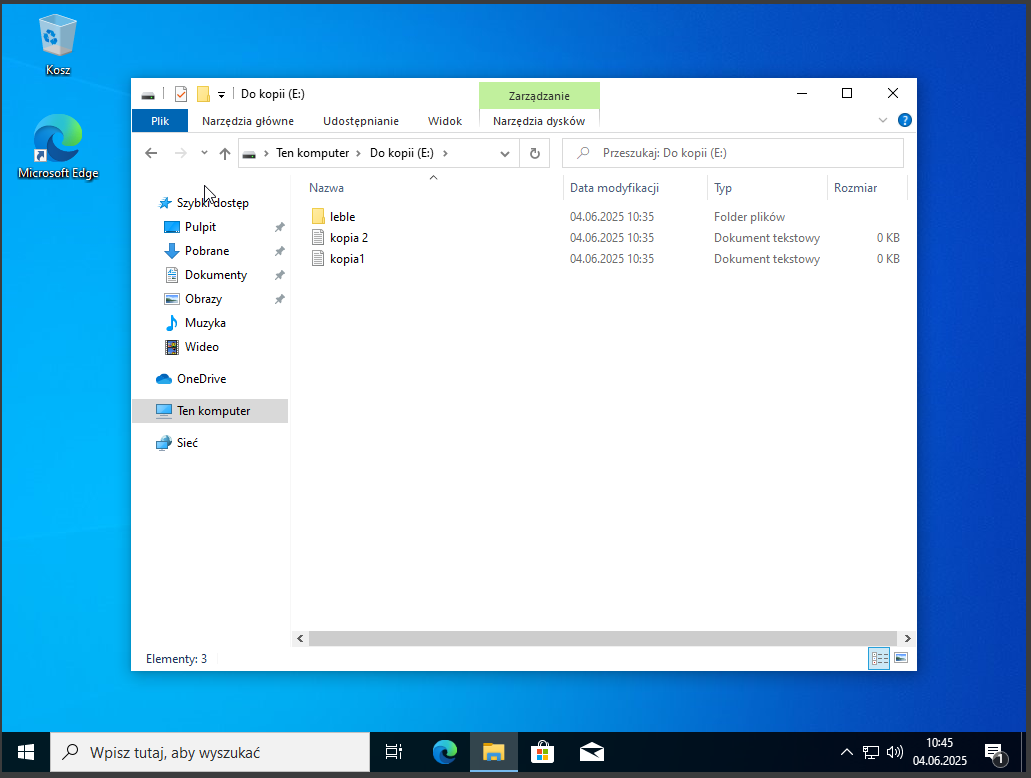 Kosz
Microsoft Edge
Do kopii (E:)
Zarządzanie
Plik
Narzędzia główne
Udostępnianie
Widok
Narzędzia dysków
Ten komputer
Do kopii (E:)
Przeszukaj: Do kopii (E:)
Szybki dostęp
Pulpit
Pobrane
Dokumenty
Obrazy
Muzyka
Wideo
OneDrive
Ten komputer
Sieć
Nazwa Data modyfikacji Typ Rozmiar
leble 04.06.2025 10:35 Folder plików
kopia 2 04.06.2025 10:35 Dokument tekstowy 0 KB
kopia1 04.06.2025 10:35 Dokument tekstowy 0 KB
Elementy: 3
Wpisz tutaj, aby wyszukać
10:45
04.06.2025
1